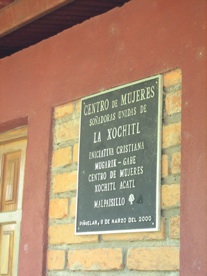 CENTRO DE MUJERES
SOÑADORAS UNIDAS DE
LA XOCHITL
INICIATIVA CRISTIANA
MUGARIK - GABE
CENTRO DE MUJERES
XOCHITL ACATL
MALPAISILLO
PIÑUELAR, 8 DE MARZO DEL 2000